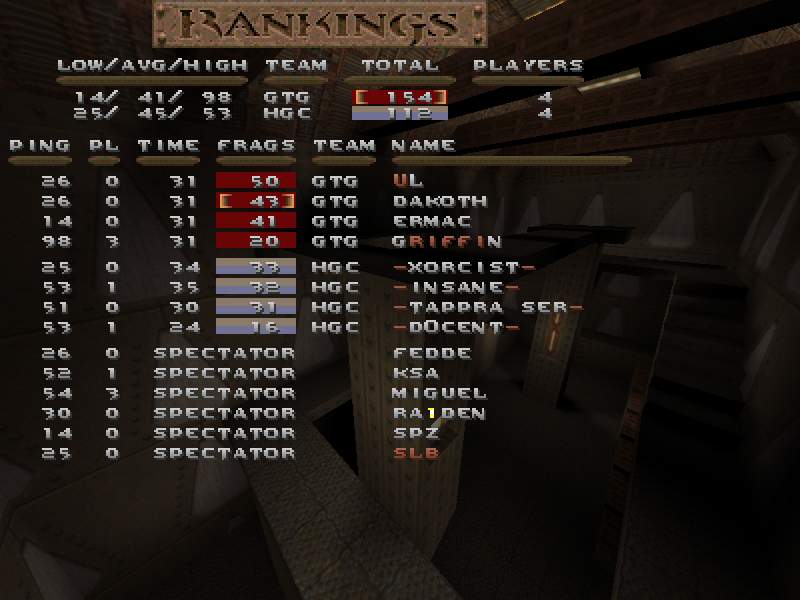 RANKINGS
LOW/AVG/HIGH TEAM TOTAL PLAYERS
14/ 41/ 98 GTG 154 4
25/ 45/ 53 HGC 112 4
PING PL TIME FRAGS TEAM NAME
26 0 31 50 GTG UL
26 0 31 43 GTG DAKOTH
14 0 31 41 GTG ERMAC
98 3 31 20 GTG GRIFFIN
25 0 34 33 HGC -XORCIST-
53 1 35 32 HGC -INSANE-
51 0 30 31 HGC -TAPPRA SER-
53 1 24 16 HGC -DOCENT-
26 0 SPECTATOR FEDDE
52 1 SPECTATOR KSA
54 3 SPECTATOR MIGUEL
30 0 SPECTATOR RA1DEN
14 0 SPECTATOR SPZ
25 0 SPECTATOR SLB